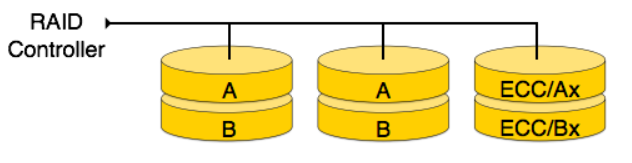 RAID
Controller
A A ECC/Ax
B B ECC/Bx